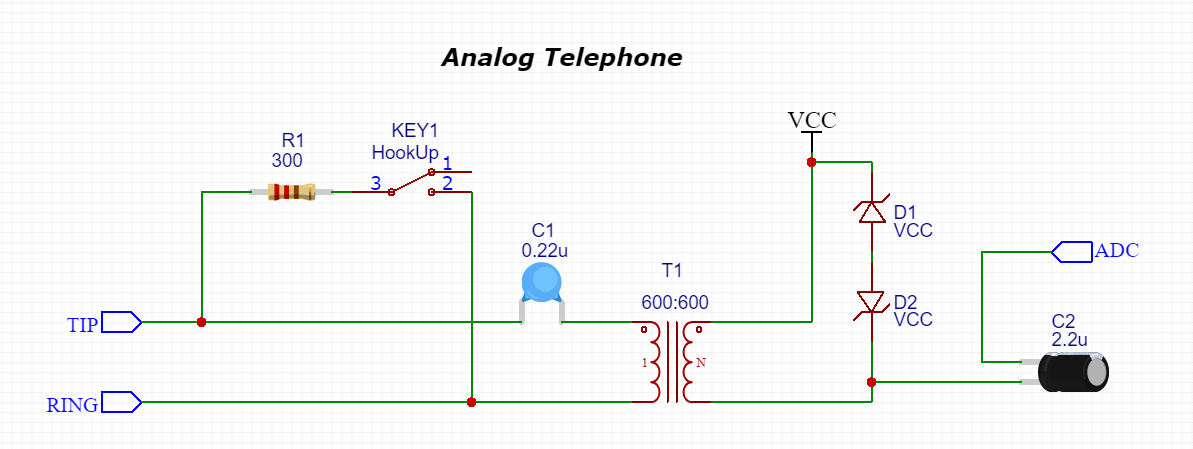 Analog Telephone
VCC
R1
300
KEY1
HookUp
1
3
2
D1
VCC
C1
0.22u
ADC
T1
600:600
D2
VCC
TIP
C2
2.2u
1
N
RING